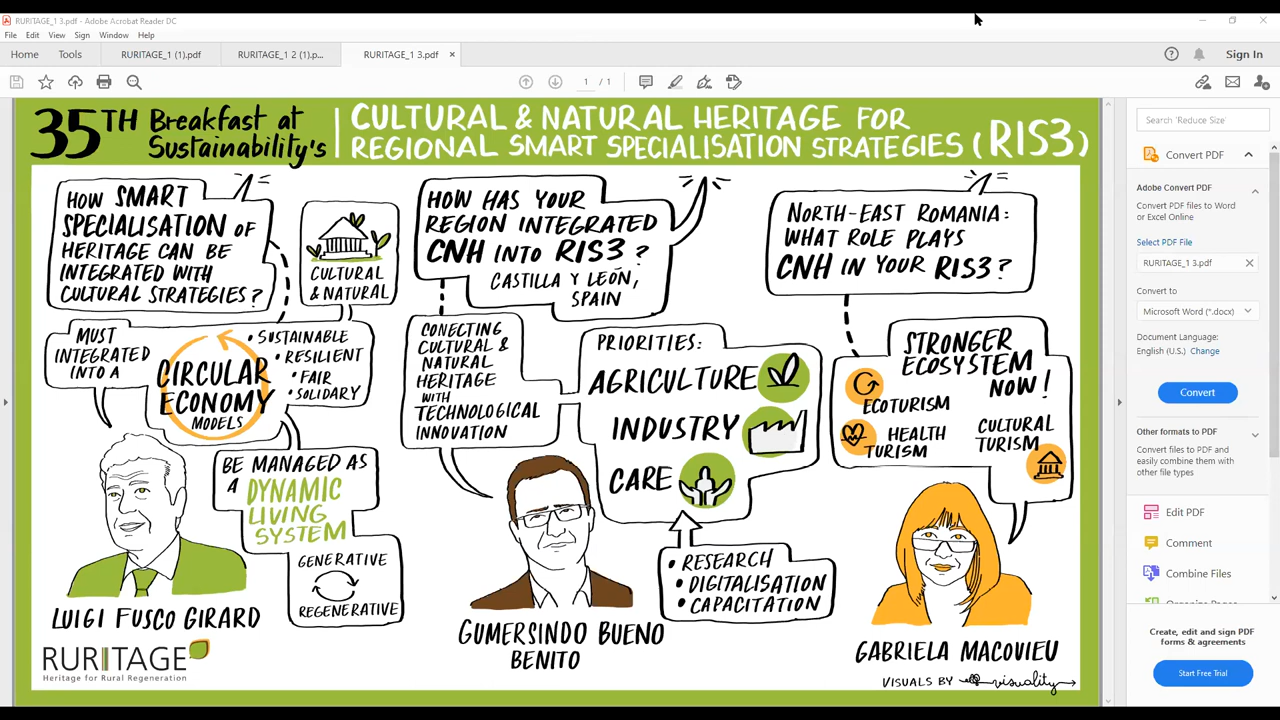 RURITAGE_1 3.pdf - Adobe Acrobat Reader DC
File Edit View Sign Window Help
Home Tools RURITAGE_1 (1).pdf RURITAGE_1 2 (1).p... RURITAGE_1 3.pdf × Sign In
1 / 1
35TH Breakfast at
Sustainability's
CULTURAL & NATURAL HERITAGE FOR
REGIONAL SMART SPECIALISATION STRATEGIES (RIS3)
HOW SMART
SPECIALISATION OF
HERITAGE CAN BE
INTEGRATED WITH
CULTURAL STRATEGIES?
CULTURAL
& NATURAL
MUST
INTEGRATED
INTO A
CIRCULAR
ECONOMY
MODELS
• SUSTAINABLE
• RESILIENT
• FAIR
• SOLIDARY
BE MANAGED AS
A DYNAMIC
LIVING
SYSTEM
GENERATIVE
REGENERATIVE
LUIGI FUSCO GIRARD
RURITAGE
Heritage for Rural Regeneration
HOW HAS YOUR
REGION INTEGRATED
CNH INTO RIS3?
CASTILLA Y LEÓN,
SPAIN
CONECTING
CULTURAL &
NATURAL
HERITAGE
WITH
TECHNOLOGICAL
INNOVATION
PRIORITIES:
AGRICULTURE
INDUSTRY
CARE
• RESEARCH
• DIGITALISATION
• CAPACITATION
GUMERSINDO BUENO
BENITO
NORTH-EAST ROMANIA:
WHAT ROLE PLAYS
CNH IN YOUR RIS3?
STRONGER
ECOSYSTEM
NOW!
ECOTURISM
HEALTH
TURISM
CULTURAL
TURISM
GABRIELA MACOVIEU
VISUALS BY visuality
Search 'Reduce Size'
Convert PDF
Adobe Convert PDF
Convert PDF files to Word
or Excel Online
Select PDF File
RURITAGE_1 3.pdf
Convert to
Microsoft Word (*.docx)
Document Language:
English (U.S.) Change
Convert
Other formats to PDF
Convert files to PDF and
easily combine them with
other file types
Edit PDF
Comment
Combine Files
Create, edit and sign PDF
forms & agreements
Start Free Trial